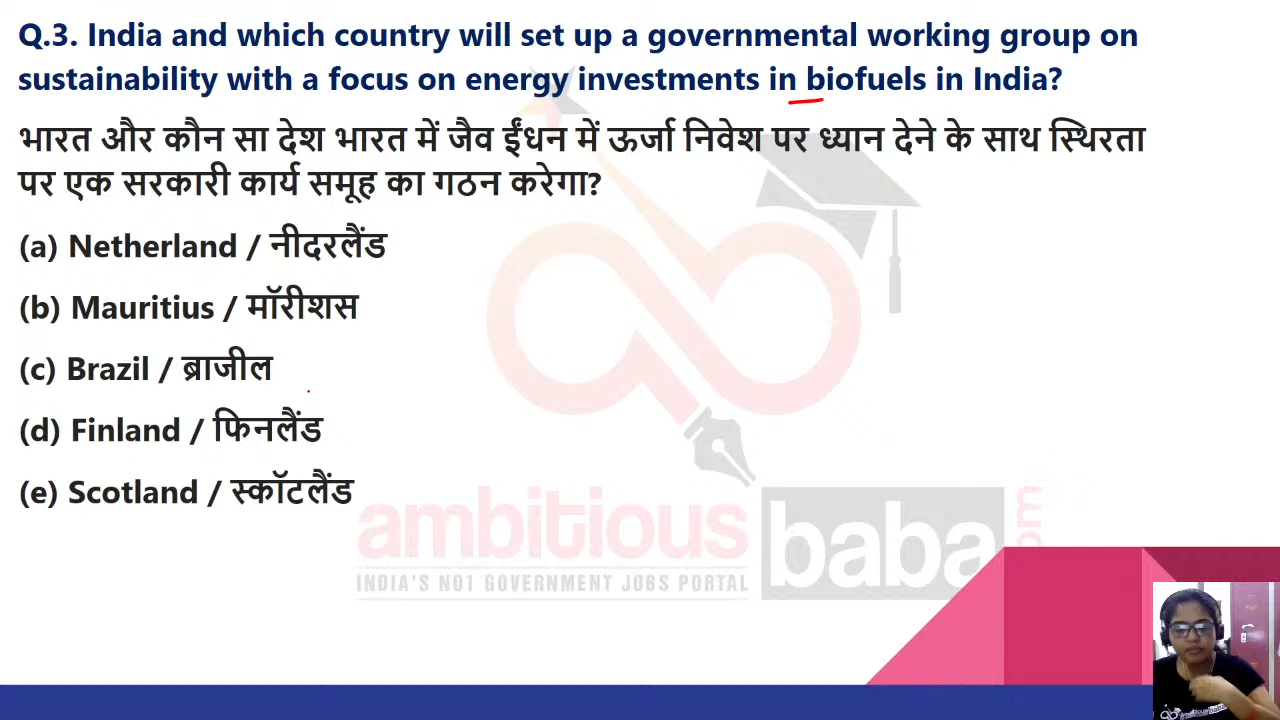 Q.3. India and which country will set up a governmental working group on
sustainability with a focus on energy investments in biofuels in India?
भारत और कौन सा देश भारत में जैव ईंधन में ऊर्जा निवेश पर ध्यान देने के साथ स्थिरता
पर एक सरकारी कार्य समूह का गठन करेगा?
(a) Netherland / नीदरलैंड
(b) Mauritius / मॉरीशस
(c) Brazil / ब्राजील
(d) Finland / फिनलैंड
(e) Scotland / स्कॉटलैंड
ambitious baba
INDIA'S NO1 GOVERNMENT JOBS PORTAL